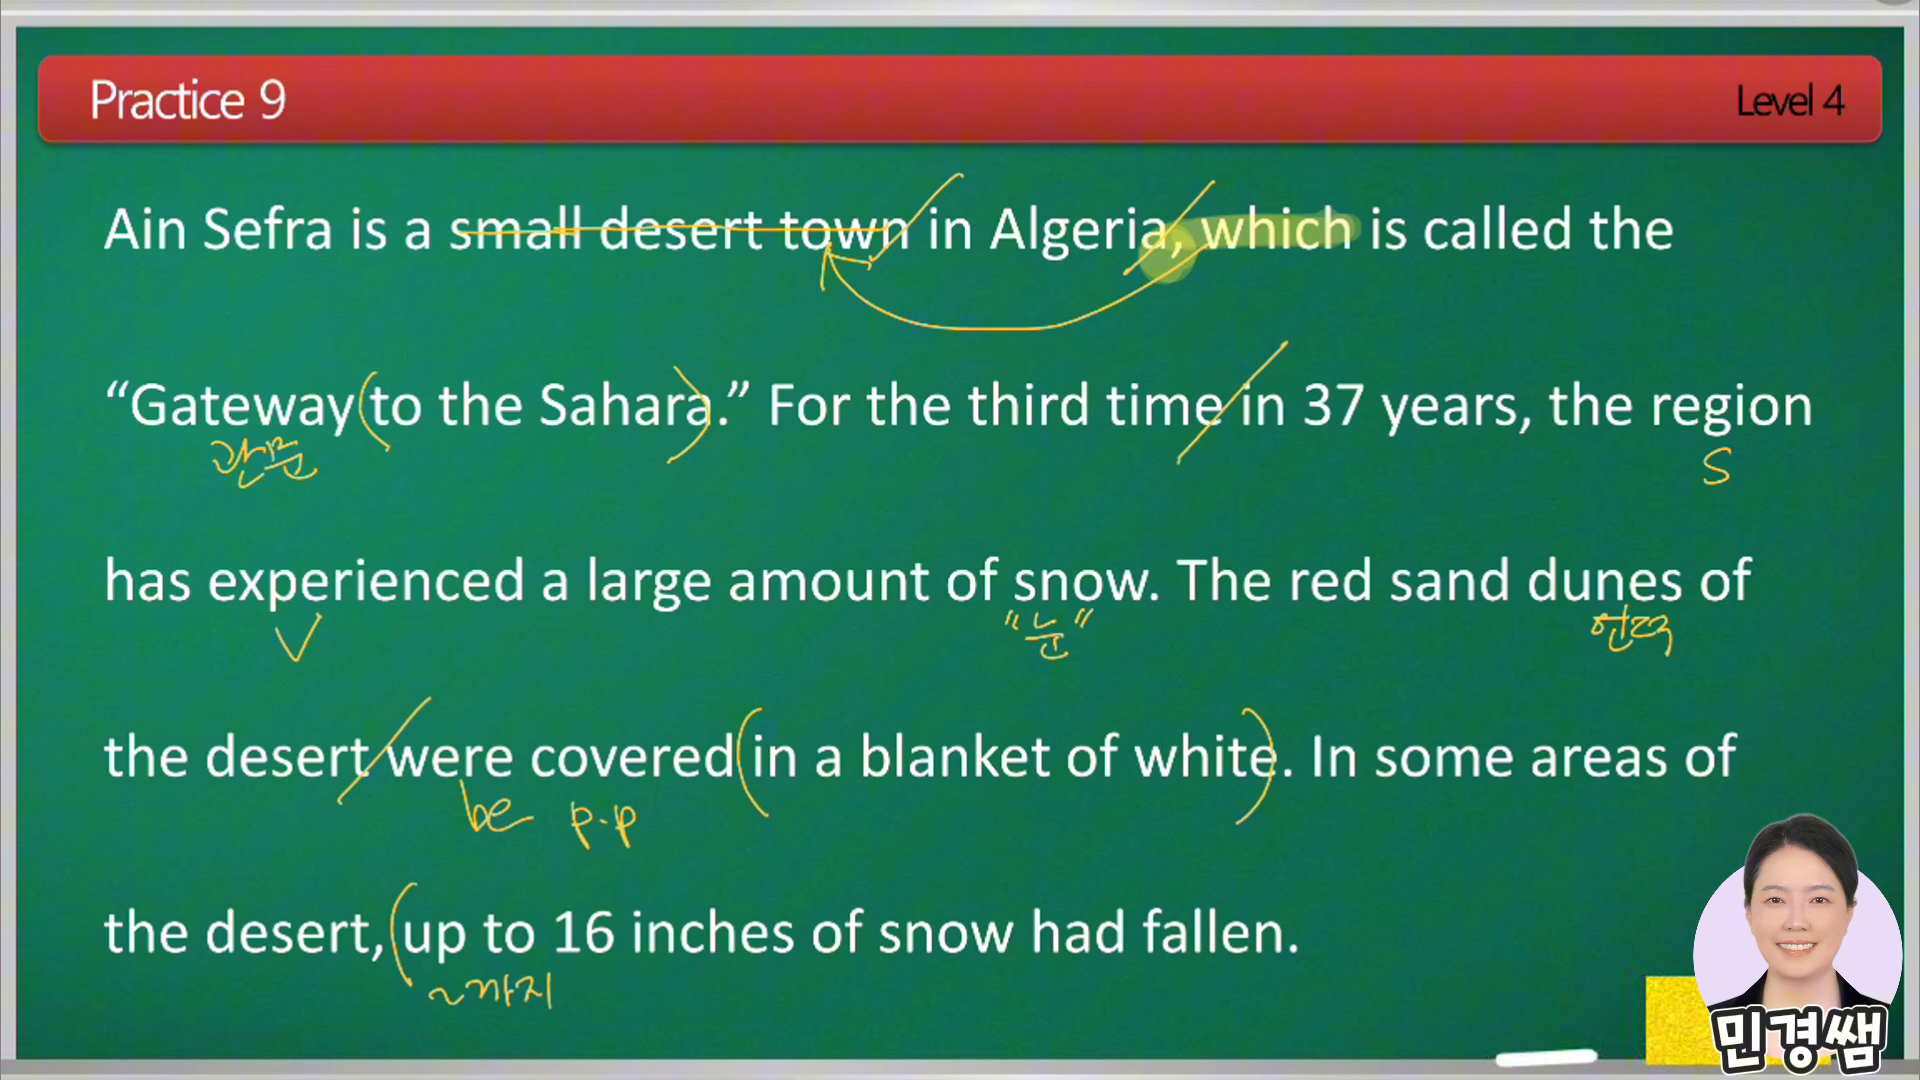 Practice 9
Level 4
Ain Sefra is a small desert town in Algeria, which is called the
“Gateway (to the Sahara).” For the third time in 37 years, the region
관문
S
has experienced a large amount of snow. The red sand dunes of
V
"눈"
언덕
the desert were covered (in a blanket of white). In some areas of
be p.p
the desert, (up to 16 inches of snow had fallen.
~까지
민경쌤